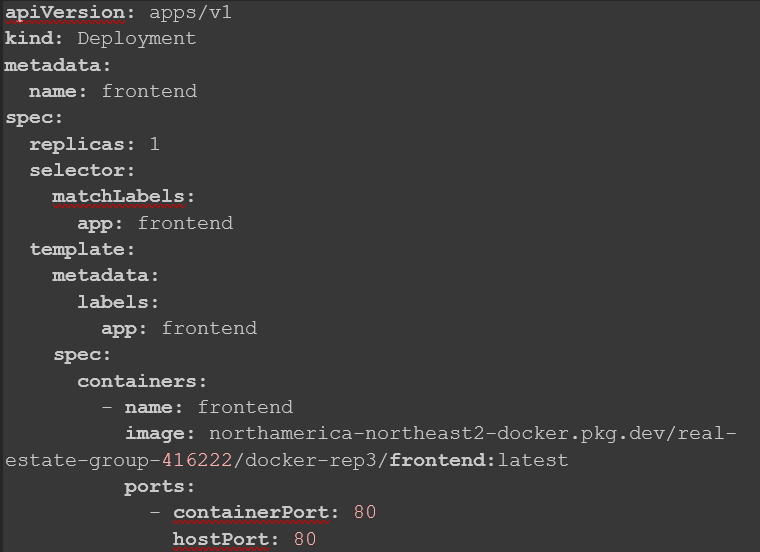 apiVersion: apps/v1
kind: Deployment
metadata:
  name: frontend
spec:
  replicas: 1
  selector:
    matchLabels:
      app: frontend
  template:
    metadata:
      labels:
        app: frontend
    spec:
      containers:
        - name: frontend
          image: northamerica-northeast2-docker.pkg.dev/real-
estate-group-416222/docker-rep3/frontend:latest
          ports:
            - containerPort: 80
              hostPort: 80